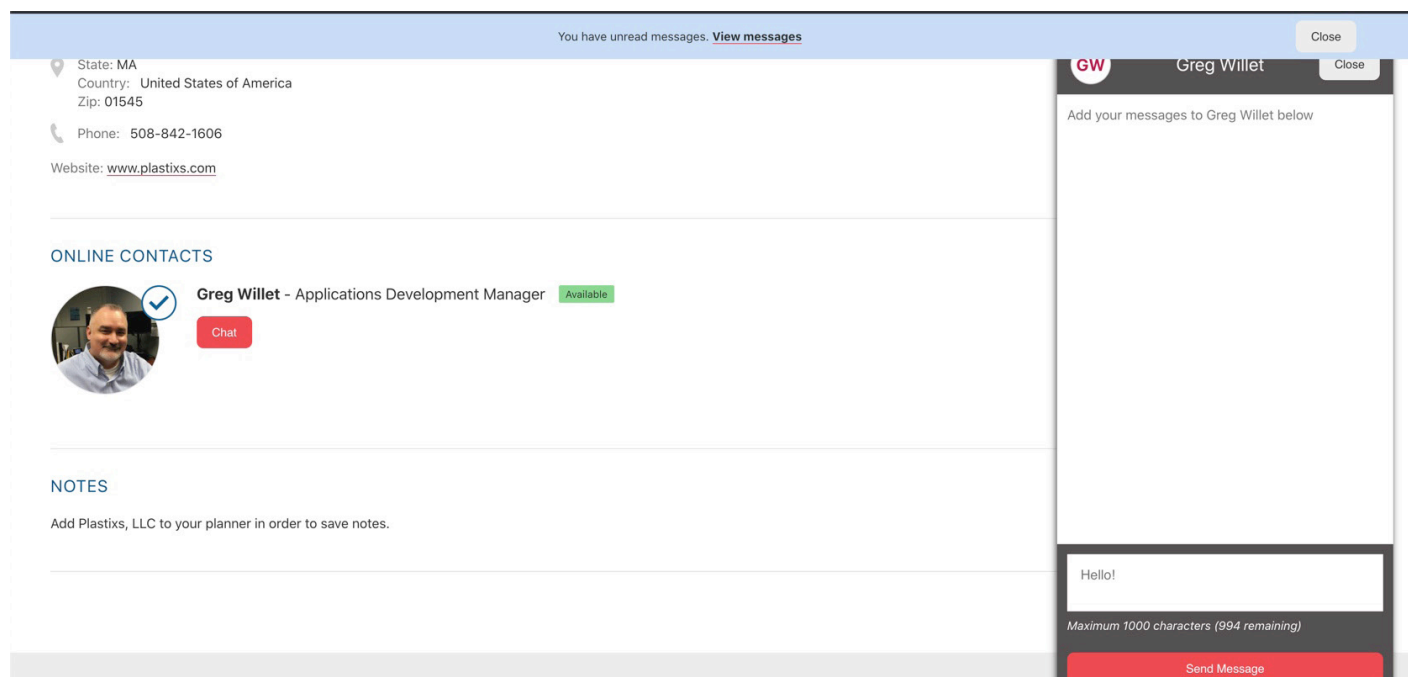 You have unread messages. View messages
Close
State: MA
Country: United States of America
Zip: 01545
Phone: 508-842-1606
Website: www.plastixs.com
ONLINE CONTACTS
Greg Willet - Applications Development Manager Available
Chat
NOTES
Add Plastixs, LLC to your planner in order to save notes.
GW Greg Willet Close
Add your messages to Greg Willet below
Hello!
Maximum 1000 characters (994 remaining)
Send Message